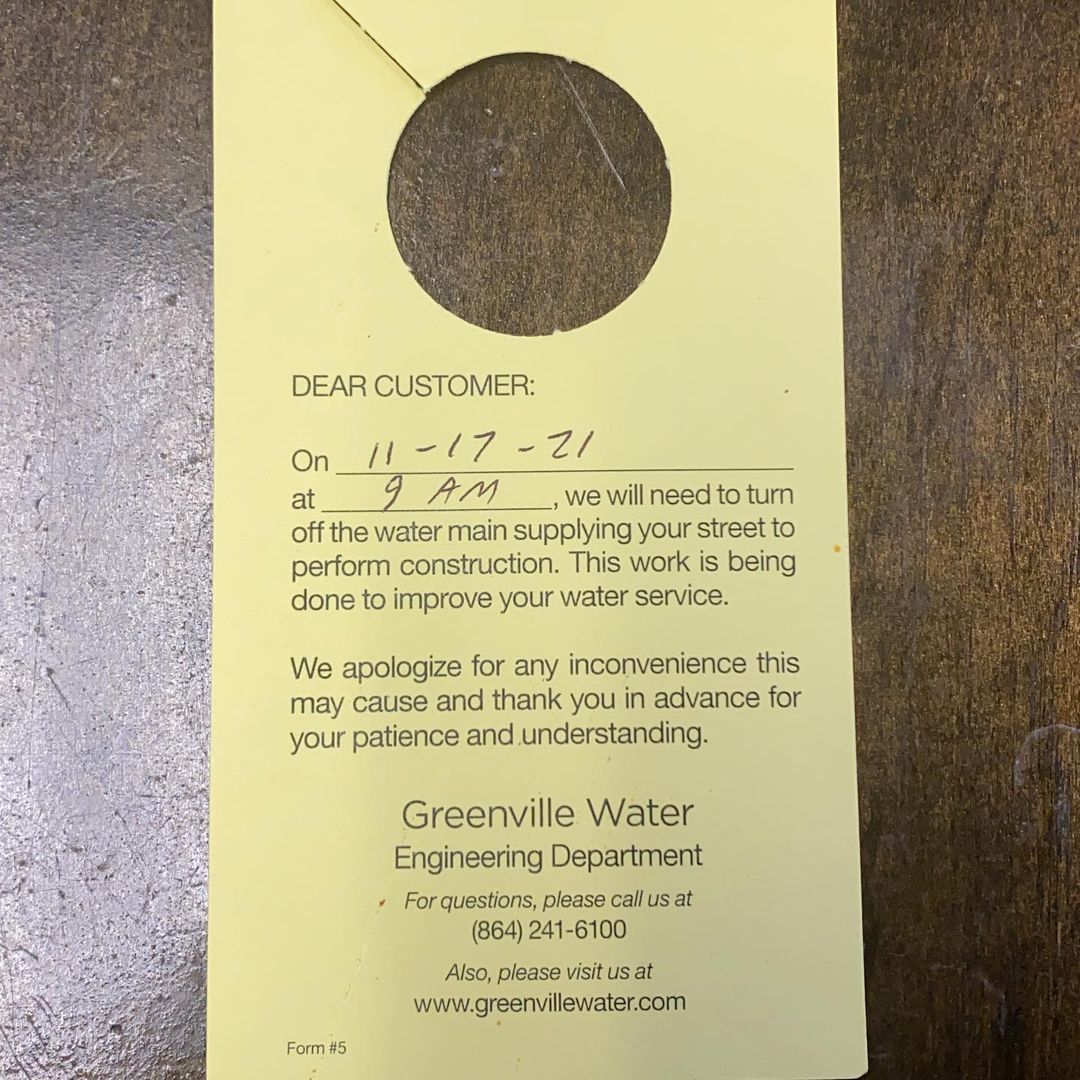 DEAR CUSTOMER:
On 11-17-21
at 9 AM, we will need to turn
off the water main supplying your street to
perform construction. This work is being
done to improve your water service.
We apologize for any inconvenience this
may cause and thank you in advance for
your patience and understanding.
Greenville Water
Engineering Department
For questions, please call us at
(864) 241-6100
Also, please visit us at
www.greenvillewater.com
Form #5